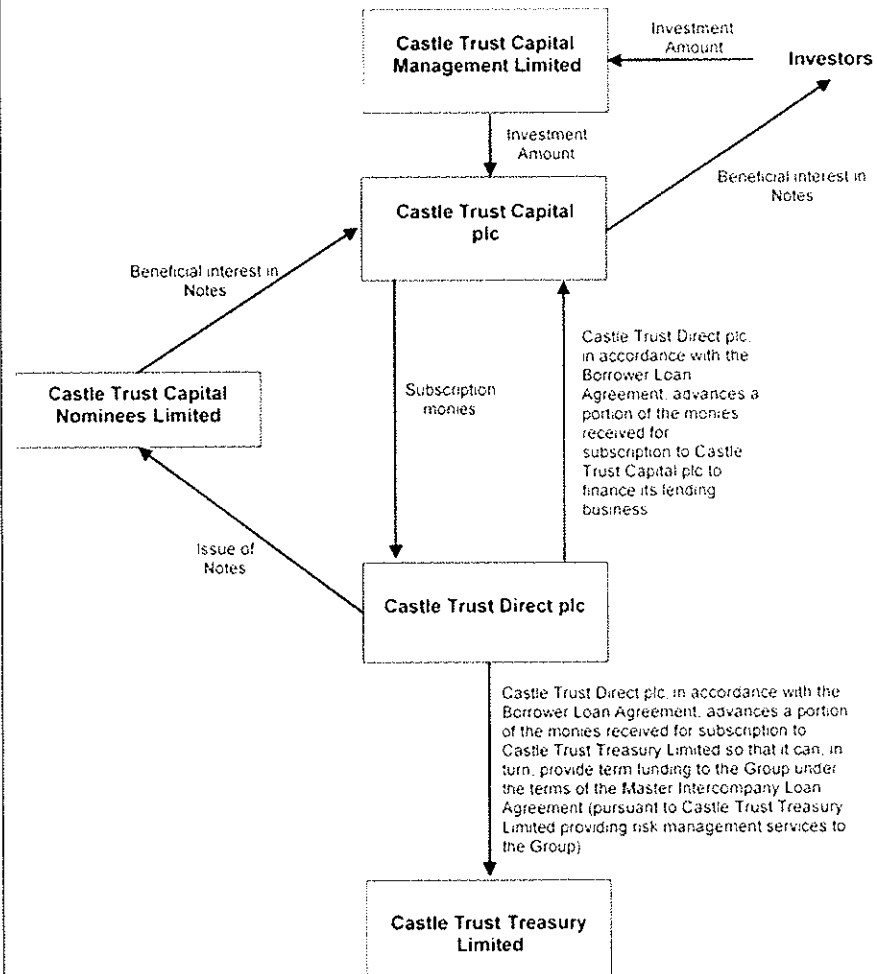 Castle Trust Capital
Management Limited
Investment
Amount
Investors
Investment
Amount
Beneficial interest in
Notes
Castle Trust Capital
plc
Beneficial interest in
Notes
Castle Trust Capital
Nominees Limited
Subscription
monies
Castle Trust Direct plc,
in accordance with the
Borrower Loan
Agreement, advances a
portion of the monies
received for
subscription to Castle
Trust Capital plc to
finance its lending
business
Issue of
Notes
Castle Trust Direct plc
Castle Trust Direct plc, in accordance with the
Borrower Loan Agreement, advances a portion
of the monies received for subscription to
Castle Trust Treasury Limited so that it can, in
turn, provide term funding to the Group under
the terms of the Master Intercompany Loan
Agreement (pursuant to Castle Trust Treasury
Limited providing risk management services to
the Group)
Castle Trust Treasury
Limited